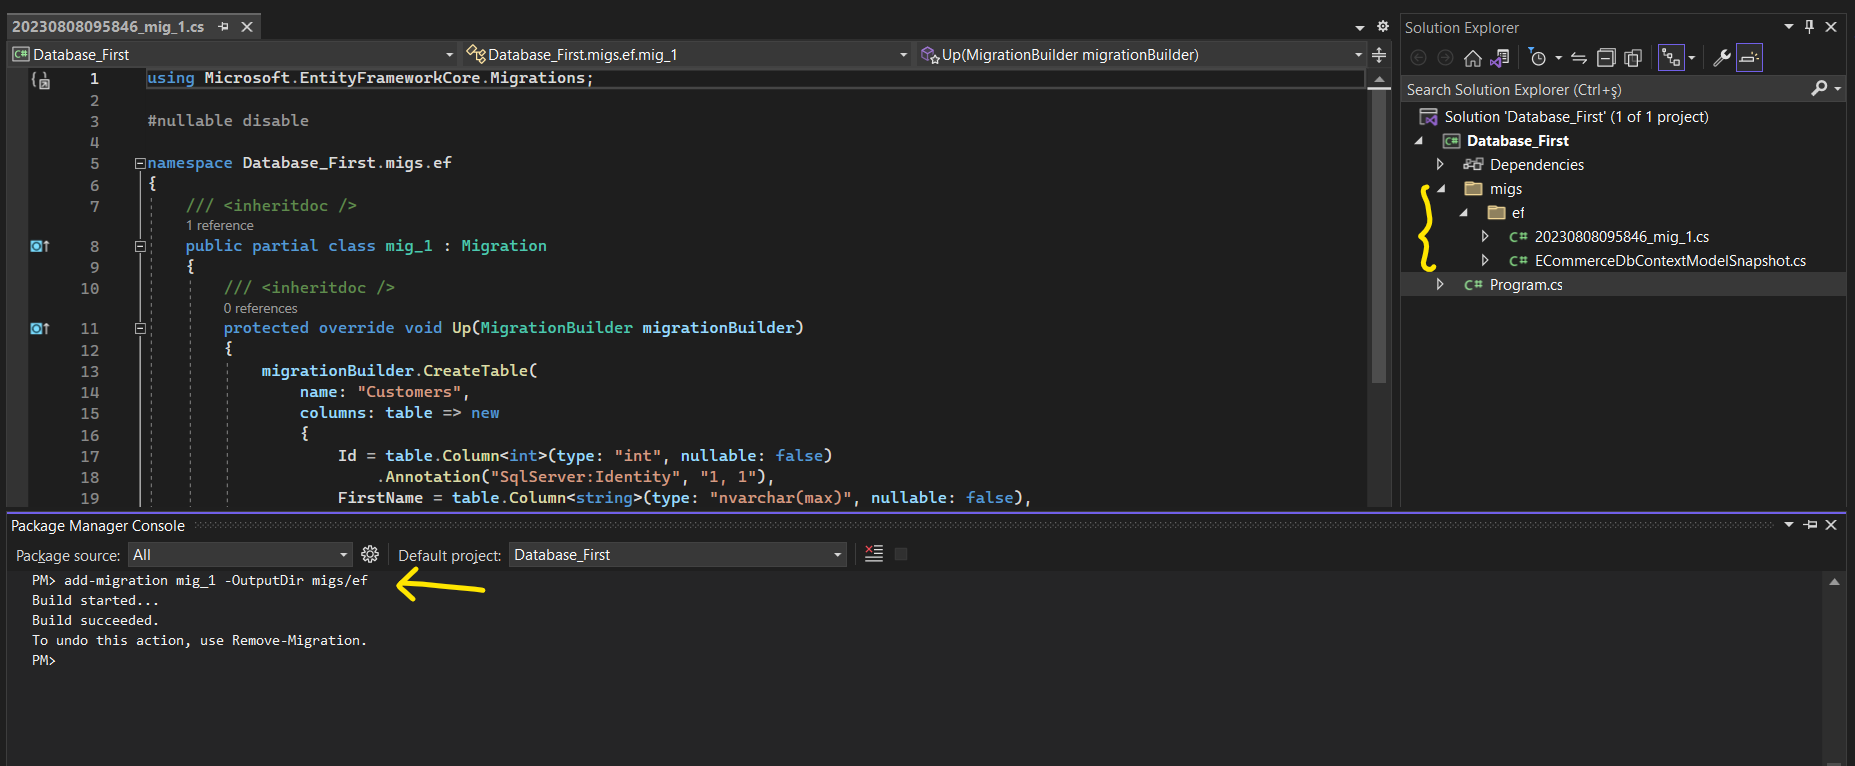 20230808095846_mig_1.cs
Database_First
Database_First.migs.ef.mig_1
Up(MigrationBuilder migrationBuilder)
1 using Microsoft.EntityFrameworkCore.Migrations;
2
3 #nullable disable
4
5 namespace Database_First.migs.ef
6 {
7 /// <inheritdoc />
1 reference
8 public partial class mig_1 : Migration
9 {
10 /// <inheritdoc />
0 references
11 protected override void Up(MigrationBuilder migrationBuilder)
12 {
13 migrationBuilder.CreateTable(
14 name: "Customers",
15 columns: table => new
16 {
17 Id = table.Column<int>(type: "int", nullable: false)
18 .Annotation("SqlServer:Identity", "1, 1"),
19 FirstName = table.Column<string>(type: "nvarchar(max)", nullable: false),
Solution Explorer
Search Solution Explorer (Ctrl+ş)
Solution 'Database_First' (1 of 1 project)
C# Database_First
Dependencies
migs
ef
C# 20230808095846_mig_1.cs
C# ECommerceDbContextModelSnapshot.cs
C# Program.cs
Package Manager Console
Package source: All
Default project: Database_First
PM> add-migration mig_1 -OutputDir migs/ef
Build started...
Build succeeded.
To undo this action, use Remove-Migration.
PM>